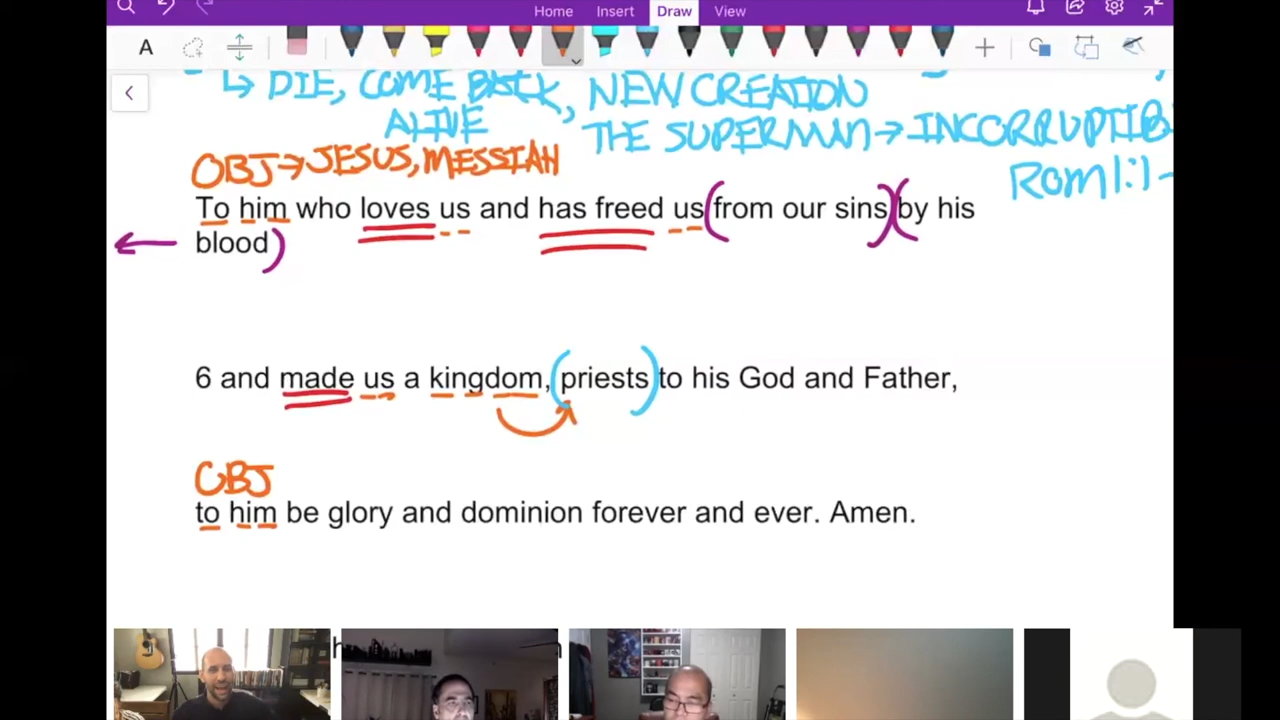 Home Insert Draw View
A
↳ DIE, COME BACK, NEW CREATION
ALIVE THE SUPERMAN → INCORRUPTIB
OBJ → JESUS, MESSIAH Rom 1:1-
To him who loves us and has freed us (from our sins) (by his
blood)
6 and made us a kingdom, (priests) to his God and Father,
OBJ
to him be glory and dominion forever and ever. Amen.